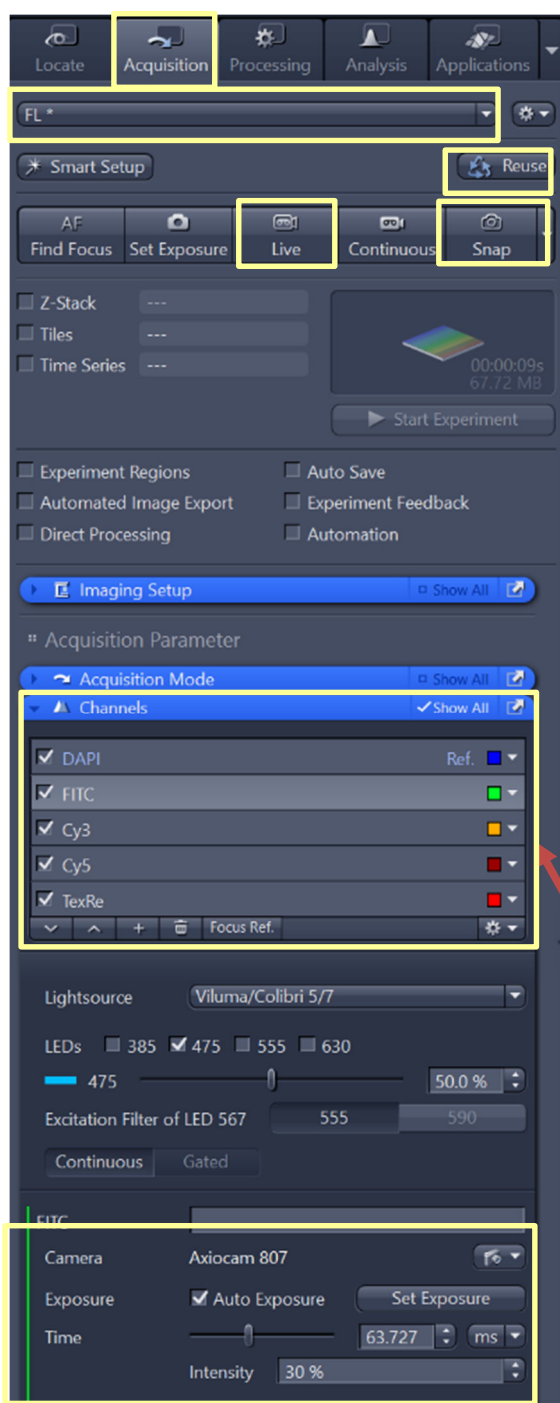 Locate Acquisition Processing Analysis Applications
FL *
Smart Setup Reuse
AF
Find Focus Set Exposure Live Continuous Snap
Z-Stack ---
Tiles ---
Time Series ---
00:00:09s
67.72 MB
Start Experiment
Experiment Regions Auto Save
Automated Image Export Experiment Feedback
Direct Processing Automation
Imaging Setup Show All
Acquisition Parameter
Acquisition Mode Show All
Channels Show All
DAPI Ref.
FITC
Cy3
Cy5
TexRe
+ Focus Ref.
Lightsource Viluma/Colibri 5/7
LEDs 385 475 555 630
475 50.0 %
Excitation Filter of LED 567 555 590
Continuous Gated
FITC
Camera Axiocam 807
Exposure Auto Exposure Set Exposure
Time 63.727 ms
Intensity 30 %